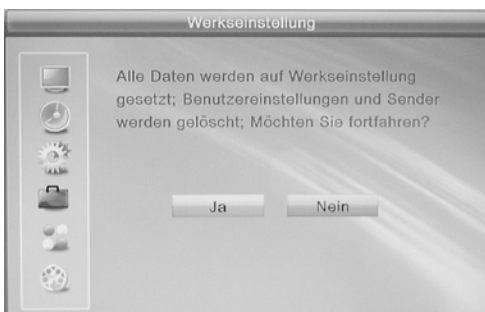 Werkseinstellung
Alle Daten werden auf Werkseinstellung
gesetzt; Benutzereinstellungen und Sender
werden gelöscht; Möchten Sie fortfahren?
Ja
Nein